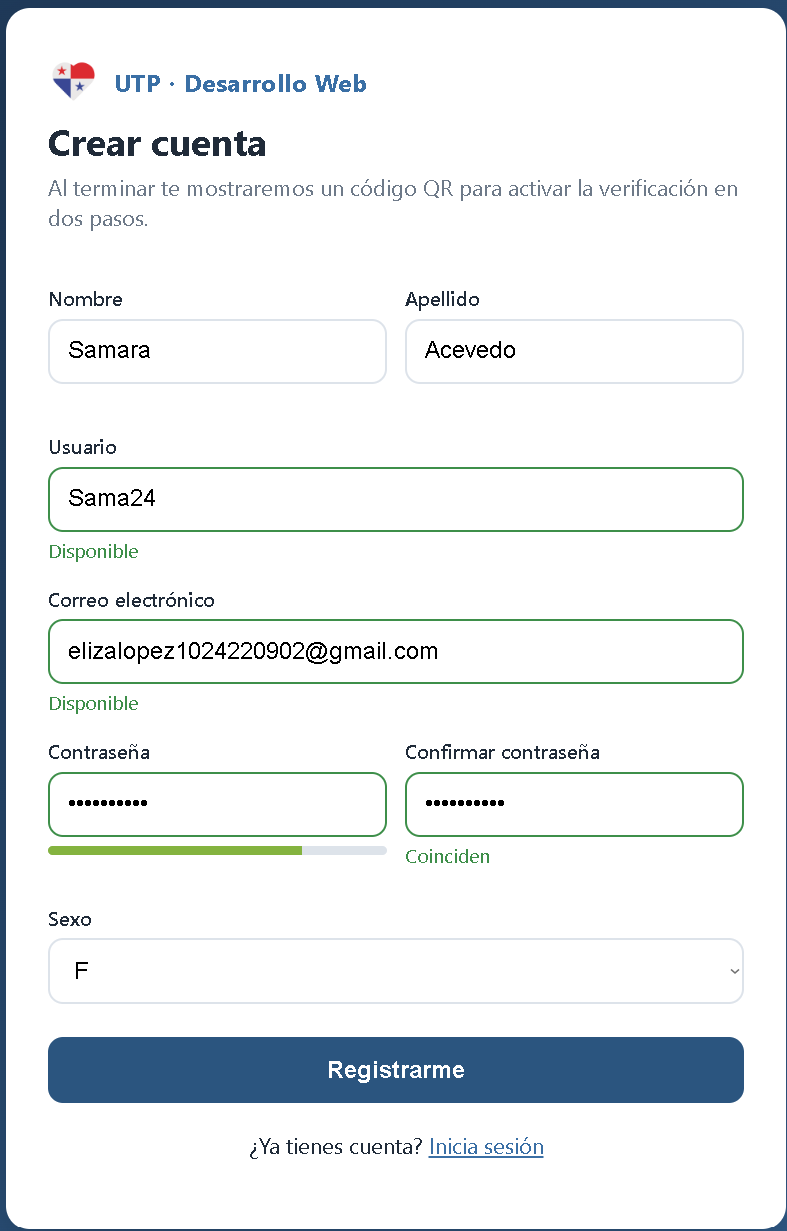 UTP · Desarrollo Web
Crear cuenta
Al terminar te mostraremos un código QR para activar la verificación en
dos pasos.
Nombre
Apellido
Samara
Acevedo
Usuario
Sama24
Disponible
Correo electrónico
elizalopez1024220902@gmail.com
Disponible
Contraseña
Confirmar contraseña
••••••••••
••••••••••
Coinciden
Sexo
F
Registrarme
¿Ya tienes cuenta? Inicia sesión